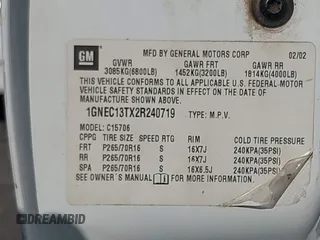 GM
MFD. BY GENERAL MOTORS CORP 02/02
GVWR GAWR FRT GAWR RR
3085KG(6800LB) 1452KG(3200LB) 1814KG(4000LB)
THIS VEHICLE CONFORMS TO ALL APPLICABLE U.S. FEDERAL MOTOR
VEHICLE SAFETY STANDARDS IN EFFECT ON THE DATE OF
MANUFACTURE SHOWN ABOVE.
1GNEC13TX2R240719 TYPE: M.P.V.
MODEL: C15706
CPPG TIRE SIZE SPEED RTG RIM COLD TIRE PRESSURE
FRT P265/70R16 S 16X7J 240KPA(35PSI)
RR P265/70R16 S 16X7J 240KPA(35PSI)
SPA P265/70R16 S 16X6.5J 240KPA(35PSI)
SEE OWNER'S MANUAL FOR ADDITIONAL INFORMATION
DREAMBID